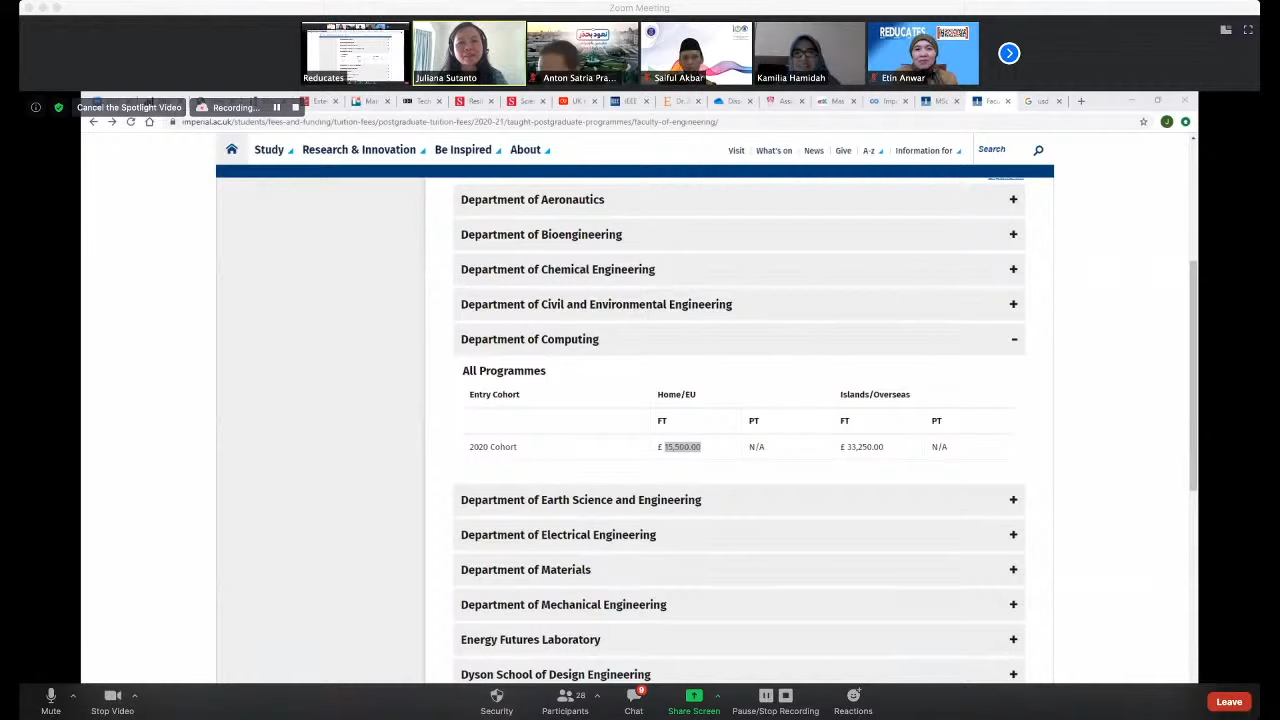 Zoom Meeting
REDUCATES
Reducates
Juliana Sutanto
Anton Satria Pra...
Saiful Akbar
Kamilia Hamidah
Etin Anwar
Cancel the Spotlight Video
Recording...
usd
imperial.ac.uk/students/fees-and-funding/tuition-fees/postgraduate-tuition-fees/2020-21/taught-postgraduate-programmes/faculty-of-engineering/
Study Research & Innovation Be Inspired About
Visit What's on News Give A-z Information for Search
Department of Aeronautics +
Department of Bioengineering +
Department of Chemical Engineering +
Department of Civil and Environmental Engineering +
Department of Computing -
All Programmes
Entry Cohort Home/EU Islands/Overseas
FT PT FT PT
2020 Cohort £ 15,500.00 N/A £ 33,250.00 N/A
Department of Earth Science and Engineering +
Department of Electrical Engineering +
Department of Materials +
Department of Mechanical Engineering +
Energy Futures Laboratory +
Dyson School of Design Engineering +
9
28
Mute Stop Video Security Participants Chat Share Screen Pause/Stop Recording Reactions Leave